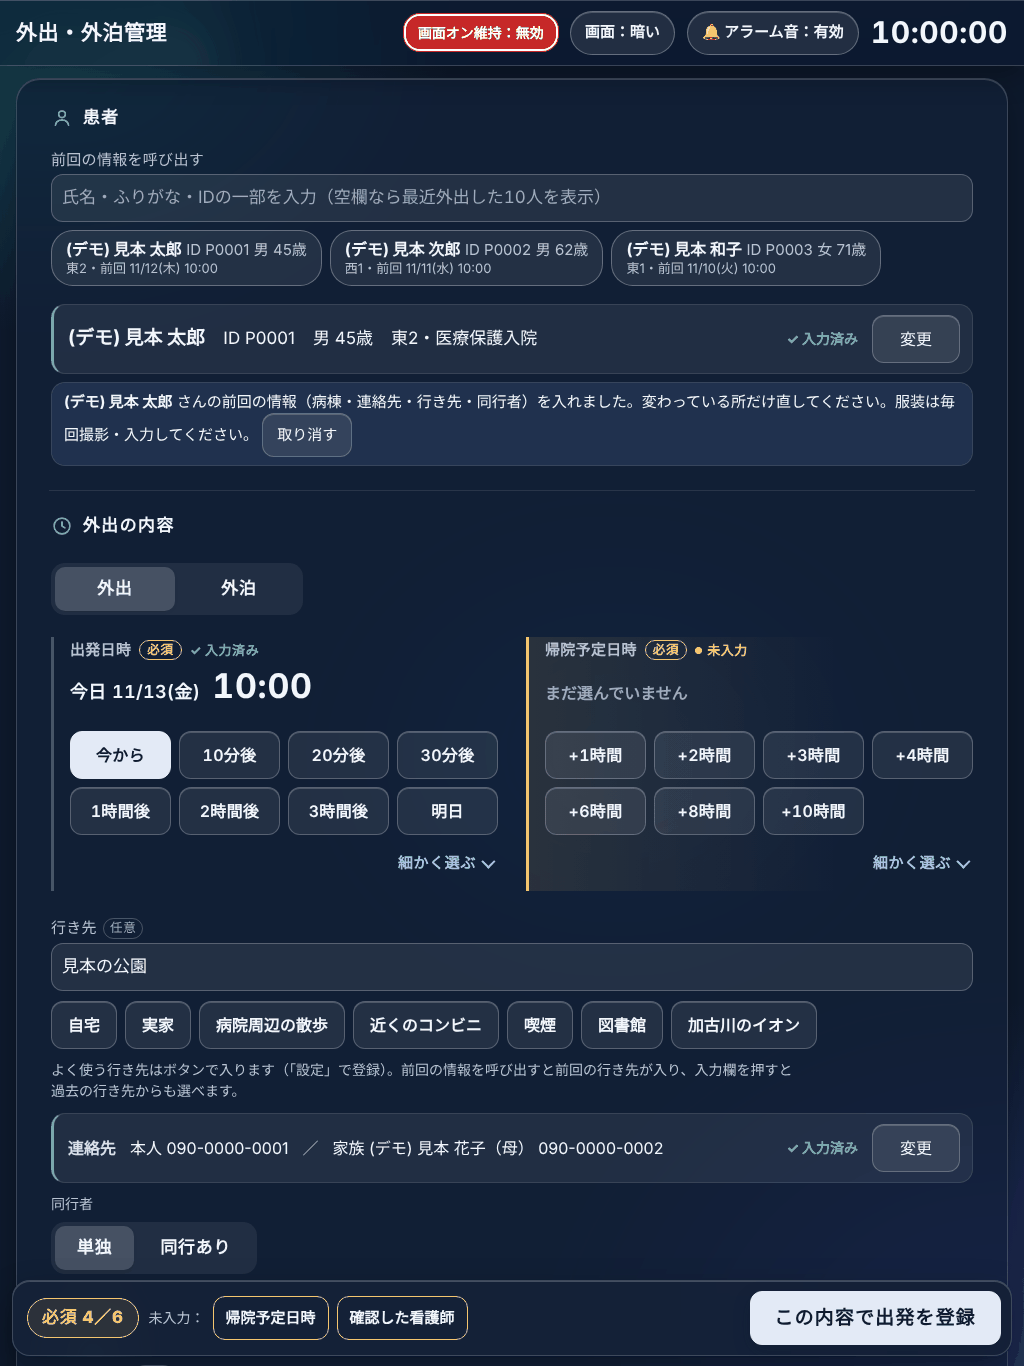 外出・外泊管理
画面オン維持：無効
画面：暗い
🔔 アラーム音：有効
10:00:00
患者
前回の情報を呼び出す
氏名・ふりがな・IDの一部を入力（空欄なら最近外出した10人を表示）
(デモ) 見本 太郎 ID P0001 男 45歳
東2・前回 11/12(木) 10:00
(デモ) 見本 次郎 ID P0002 男 62歳
西1・前回 11/11(水) 10:00
(デモ) 見本 和子 ID P0003 女 71歳
東1・前回 11/10(火) 10:00
(デモ) 見本 太郎 ID P0001 男 45歳 東2・医療保護入院
✓ 入力済み
変更
(デモ) 見本 太郎 さんの前回の情報（病棟・連絡先・行き先・同行者）を入れました。変わっている所だけ直してください。服装は毎
回撮影・入力してください。 取り消す
外出の内容
外出
外泊
出発日時 必須 ✓ 入力済み
今日 11/13(金) 10:00
今から
10分後
20分後
30分後
1時間後
2時間後
3時間後
明日
細かく選ぶ
帰院予定日時 必須 ● 未入力
まだ選んでいません
+1時間
+2時間
+3時間
+4時間
+6時間
+8時間
+10時間
細かく選ぶ
行き先 任意
見本の公園
自宅
実家
病院周辺の散歩
近くのコンビニ
喫煙
図書館
加古川のイオン
よく使う行き先はボタンで入ります（「設定」で登録）。前回の情報を呼び出すと前回の行き先が入り、入力欄を押すと
過去の行き先からも選べます。
連絡先 本人 090-0000-0001 ／ 家族 (デモ) 見本 花子（母） 090-0000-0002
✓ 入力済み
変更
同行者
単独
同行あり
必須 4／6
未入力：
帰院予定日時
確認した看護師
この内容で出発を登録